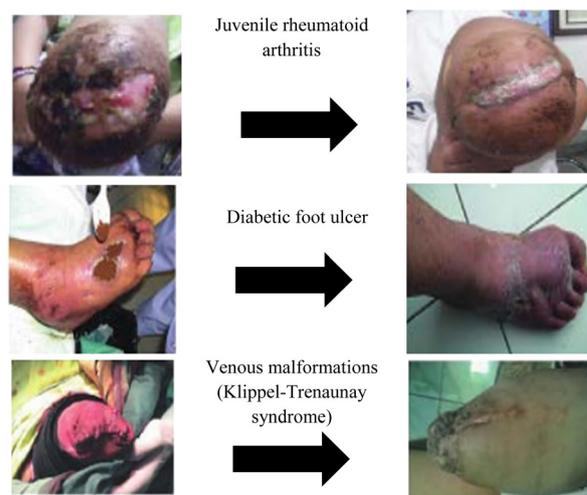 Juvenile rheumatoid
arthritis
Diabetic foot ulcer
Venous malformations
(Klippel-Trenaunay
syndrome)